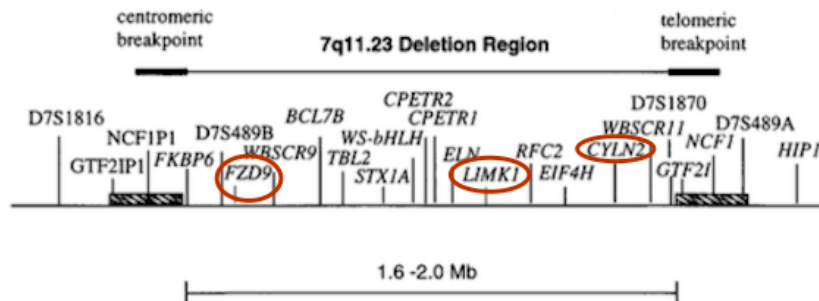 centromeric
breakpoint
7q11.23 Deletion Region
telomeric
breakpoint
D7S1816
GTF2IP1
NCF1P1
FKBP6
D7S489B
FZD9
WBSCR9
BCL7B
TBL2
STX1A
WS-bHLH
CPETR2
CPETR1
ELN
LIMK1
RFC2
EIF4H
CYLN2
WBSCR11
D7S1870
GTF2I
NCF1
D7S489A
HIP1
1.6 -2.0 Mb